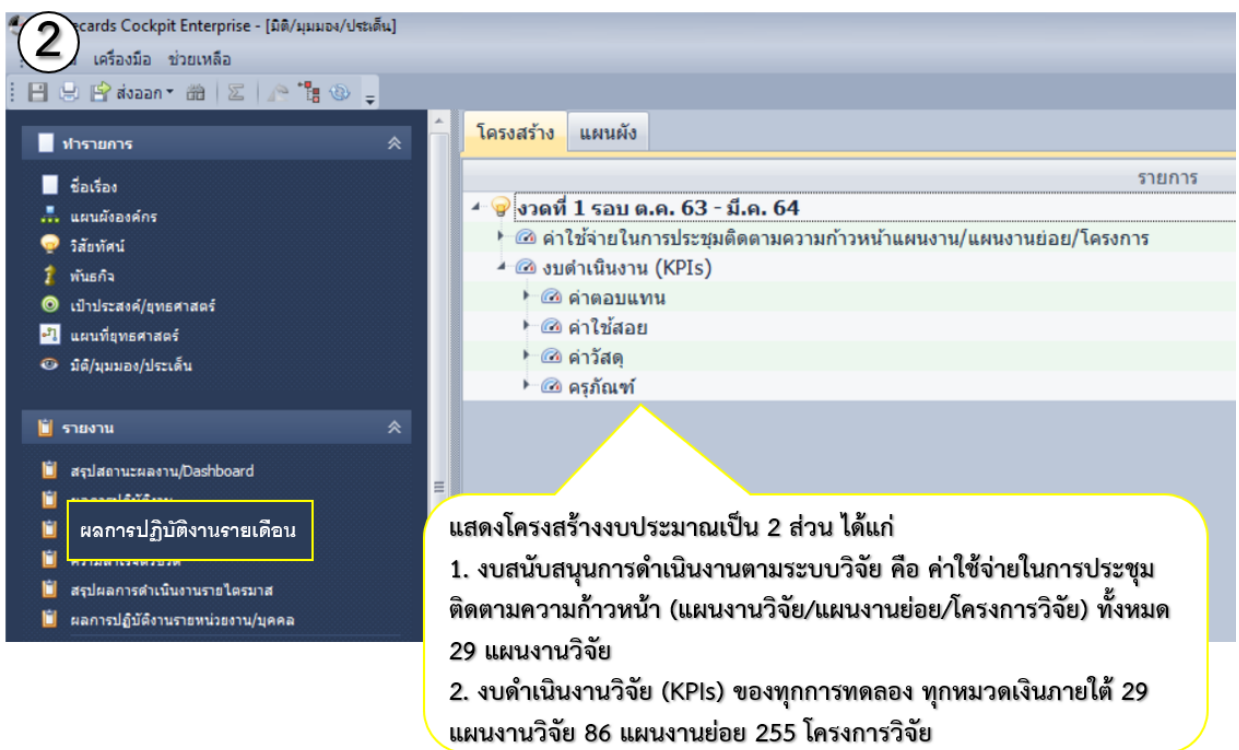 2
ecards Cockpit Enterprise - [มิติ/มุมมอง/ประเด็น]
เครื่องมือ ช่วยเหลือ
ส่งออก
ทำรายการ
ชื่อเรื่อง
แผนผังองค์กร
วิสัยทัศน์
พันธกิจ
เป้าประสงค์/ยุทธศาสตร์
แผนที่ยุทธศาสตร์
มิติ/มุมมอง/ประเด็น
รายงาน
สรุปสถานะผลงาน/Dashboard
ผลการปฏิบัติงานรายเดือน
สรุปผลการดำเนินงานรายไตรมาส
ผลการปฏิบัติงานรายหน่วยงาน/บุคคล
โครงสร้าง แผนผัง
รายการ
งวดที่ 1 รอบ ต.ค. 63 - มี.ค. 64
ค่าใช้จ่ายในการประชุมติดตามความก้าวหน้าแผนงาน/แผนงานย่อย/โครงการ
งบดำเนินงาน (KPIs)
ค่าตอบแทน
ค่าใช้สอย
ค่าวัสดุ
ครุภัณฑ์
แสดงโครงสร้างงบประมาณเป็น 2 ส่วน ได้แก่
1. งบสนับสนุนการดำเนินงานตามระบบวิจัย คือ ค่าใช้จ่ายในการประชุม
ติดตามความก้าวหน้า (แผนงานวิจัย/แผนงานย่อย/โครงการวิจัย) ทั้งหมด
29 แผนงานวิจัย
2. งบดำเนินงานวิจัย (KPIs) ของทุกการทดลอง ทุกหมวดเงินภายใต้ 29
แผนงานวิจัย 86 แผนงานย่อย 255 โครงการวิจัย